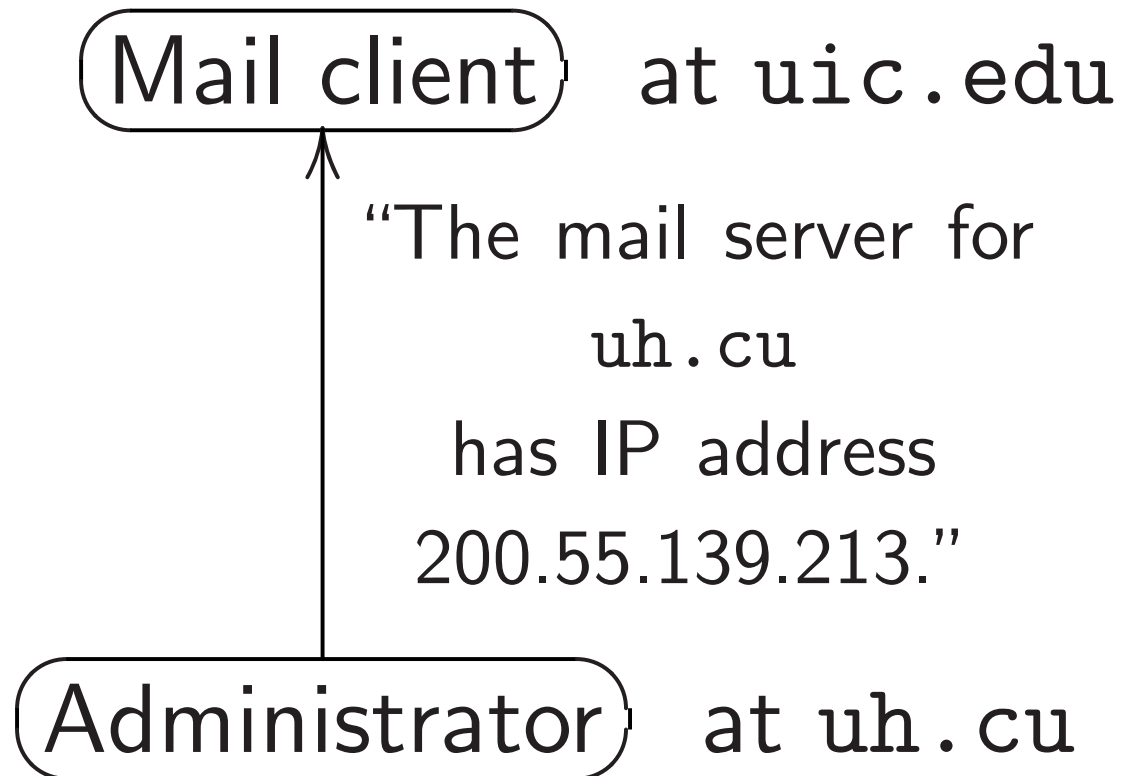 Mail client at uic.edu
“The mail server for
uh.cu
has IP address
200.55.139.213.”
Administrator at uh.cu